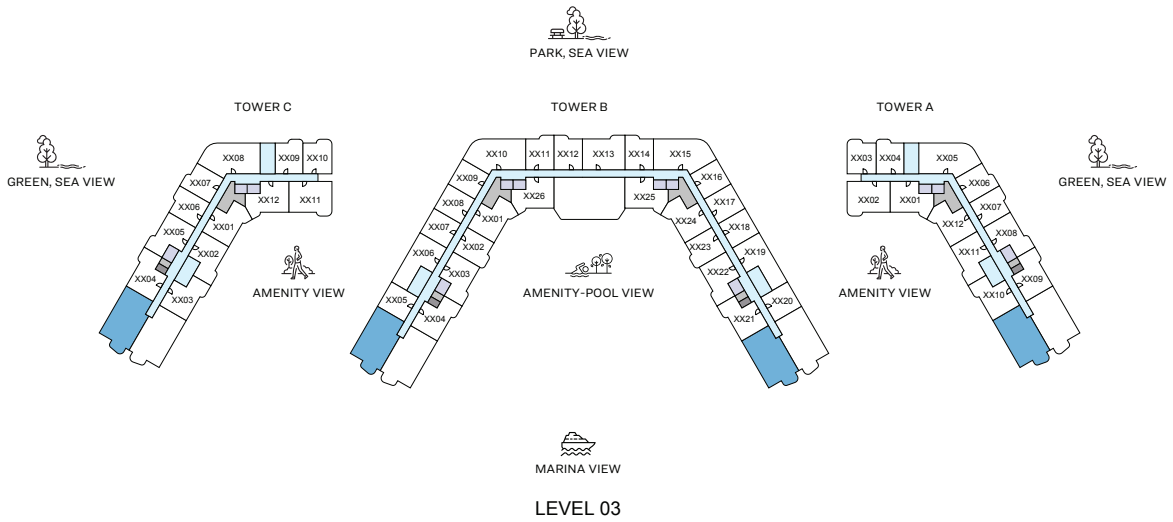 PARK, SEA VIEW
TOWER C
TOWER B
TOWER A
GREEN, SEA VIEW
GREEN, SEA VIEW
XX08
XX09
XX10
XX07
XX06
XX05
XX04
XX12
XX11
XX01
XX02
XX03
XX10
XX11
XX12
XX13
XX14
XX15
XX09
XX08
XX07
XX06
XX05
XX26
XX01
XX02
XX03
XX04
XX25
XX24
XX23
XX22
XX21
XX16
XX17
XX18
XX19
XX20
XX03
XX04
XX05
XX02
XX01
XX06
XX07
XX08
XX09
XX12
XX11
XX10
AMENITY VIEW
AMENITY-POOL VIEW
AMENITY VIEW
MARINA VIEW
LEVEL 03